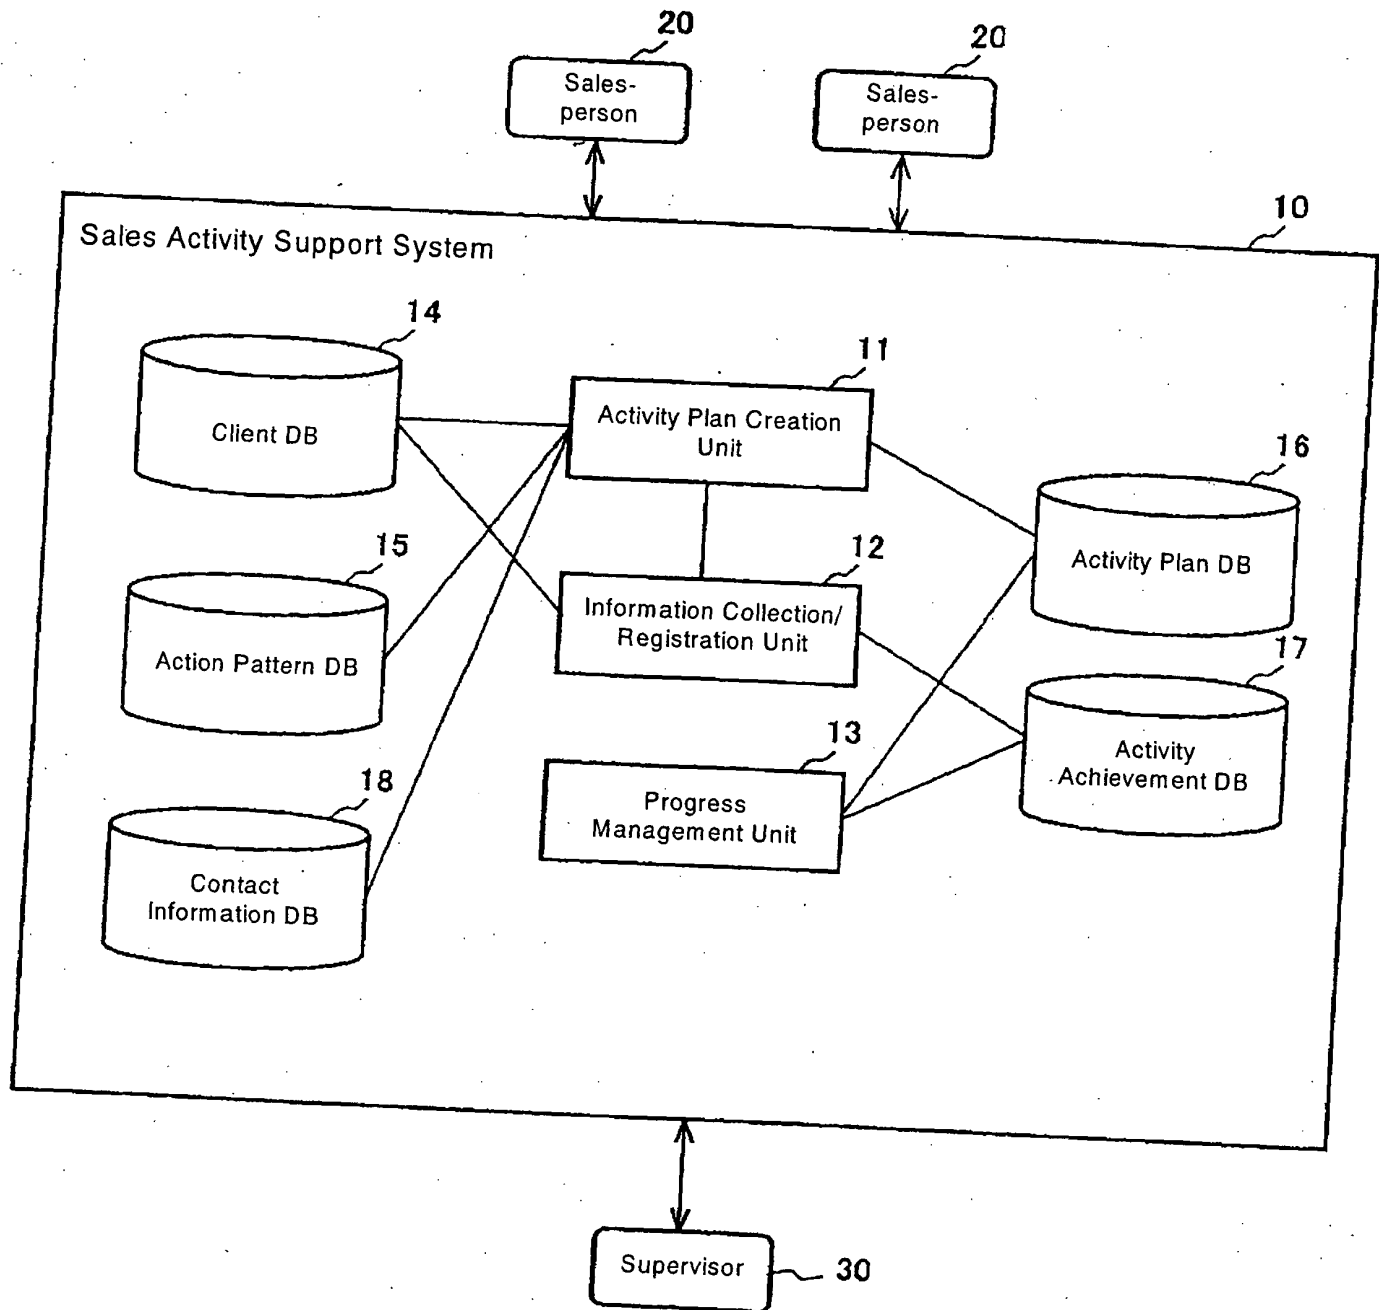 20
20
Sales-
person
Sales-
person
10
Sales Activity Support System
14
11
Client DB
Activity Plan Creation
Unit
16
15
12
Activity Plan DB
Action Pattern DB
Information Collection/
Registration Unit
17
13
Activity
Achievement DB
18
Progress
Management Unit
Contact
Information DB
Supervisor
30